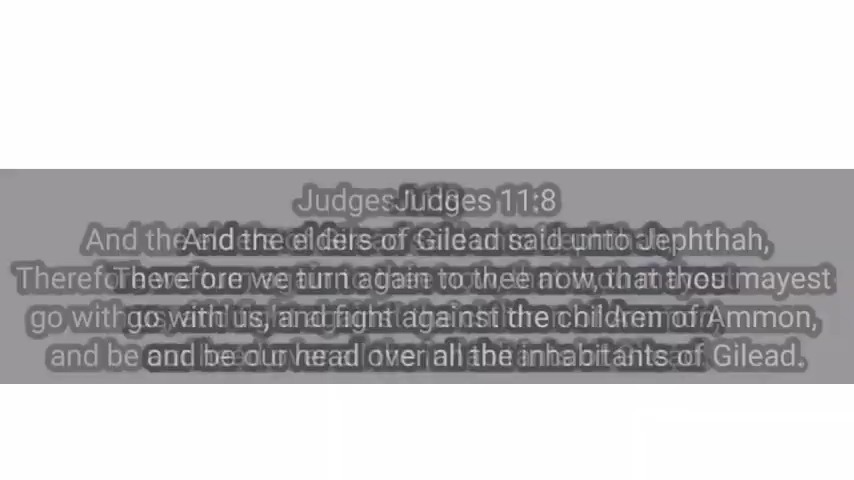 Judges 11:8
And the elders of Gilead said unto Jephthah,
Therefore we turn again to thee now, that thou mayest
go with us, and fight against the children of Ammon,
and be our head over all the inhabitants of Gilead.